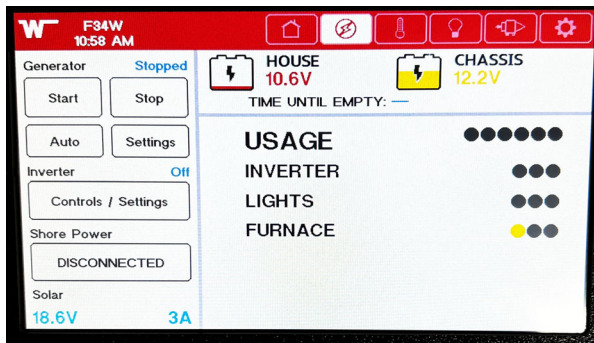 W F34W
10:58 AM
Generator Stopped
Start Stop
Auto Settings
Inverter Off
Controls / Settings
Shore Power
DISCONNECTED
Solar
18.6V 3A
HOUSE
10.6V
CHASSIS
12.2V
TIME UNTIL EMPTY: —
USAGE
INVERTER
LIGHTS
FURNACE